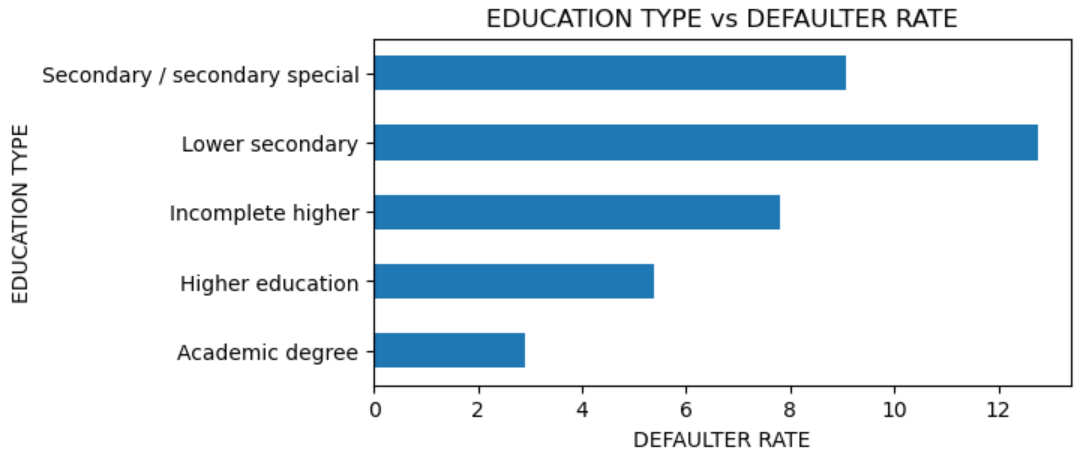 EDUCATION TYPE vs DEFAULTER RATE
EDUCATION TYPE
Secondary / secondary special
Lower secondary
Incomplete higher
Higher education
Academic degree
0 2 4 6 8 10 12
DEFAULTER RATE